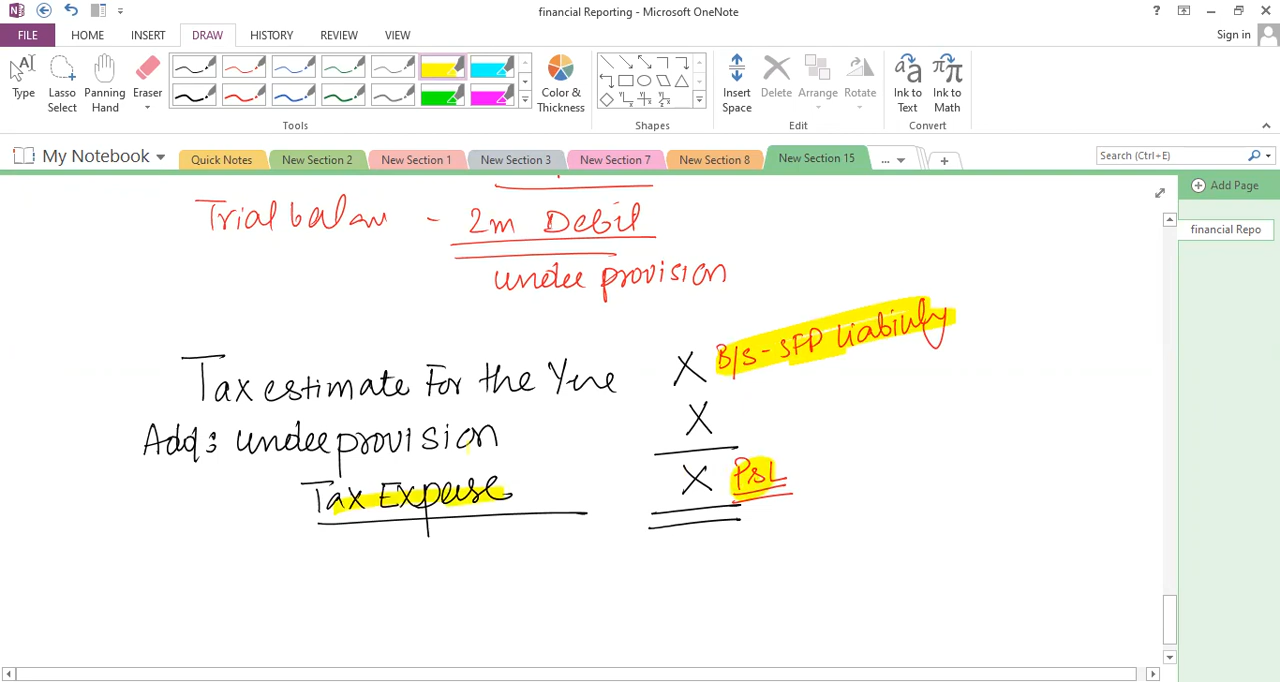 financial Reporting - Microsoft OneNote
? 
Sign in
FILE HOME INSERT DRAW HISTORY REVIEW VIEW
Type
Lasso Select
Panning Hand
Eraser
Color & Thickness
Insert Space
Delete
Arrange
Rotate
Ink to Text
Ink to Math
Tools
Shapes
Edit
Convert
My Notebook
Quick Notes
New Section 2
New Section 1
New Section 3
New Section 7
New Section 8
New Section 15
...
Search (Ctrl+E)
Add Page
financial Repo
Trial balan - 2m Debit
under provision
B/S - SFP Liability
Tax estimate For the Year X
Add: underprovision X
Tax Expense X P&L